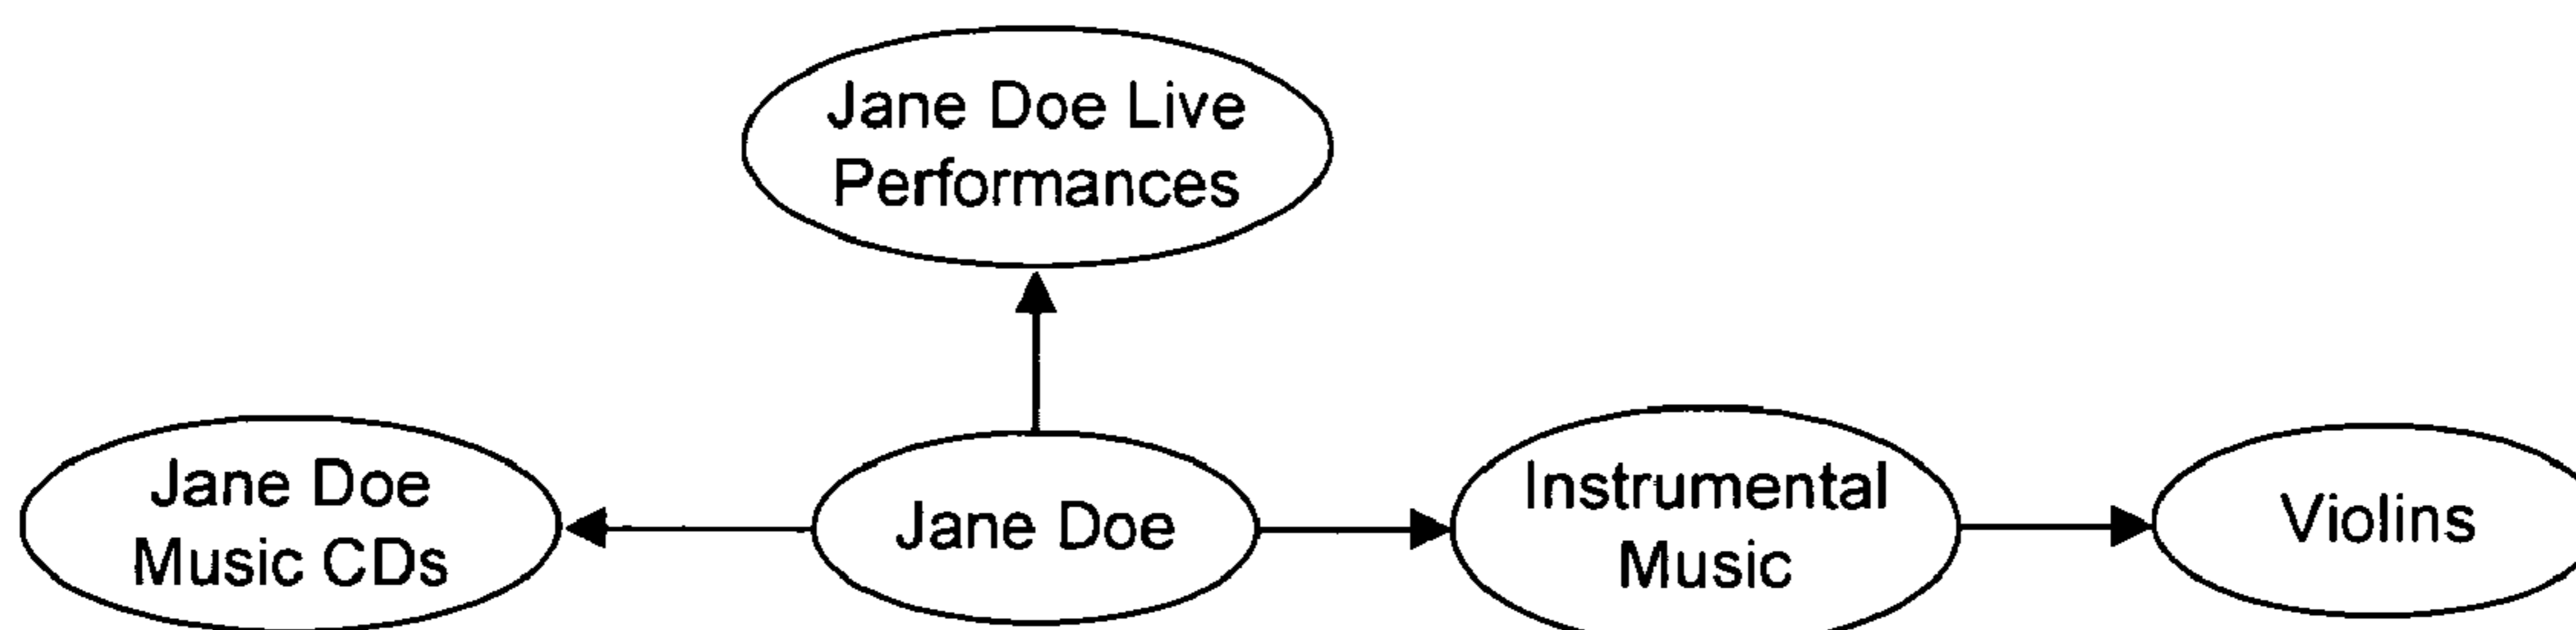 Jane Doe Live
Performances
Jane Doe
Music CDs
Jane Doe
Instrumental
Music
Violins